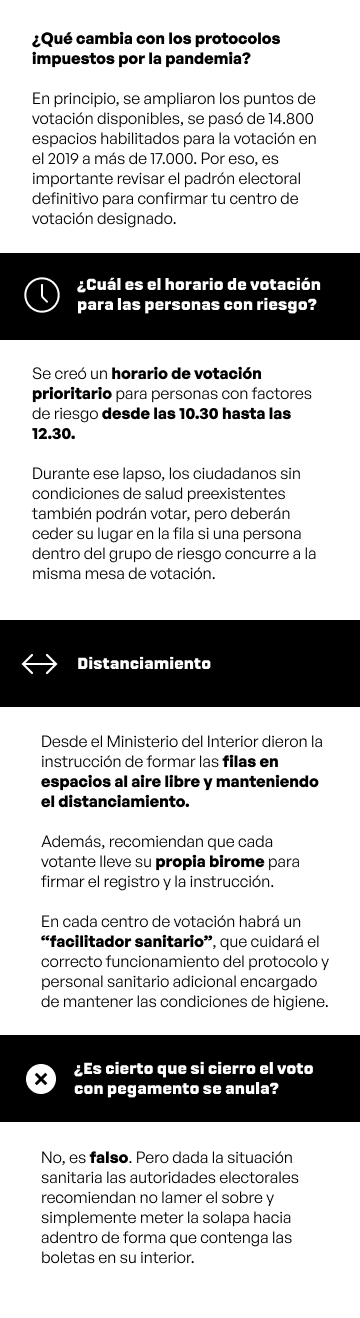 ¿Qué cambia con los protocolos
impuestos por la pandemia?
En principio, se ampliaron los puntos de
votación disponibles, se pasó de 14.800
espacios habilitados para la votación en
el 2019 a más de 17.000. Por eso, es
importante revisar el padrón electoral
definitivo para confirmar tu centro de
votación designado.
¿Cuál es el horario de votación
para las personas con riesgo?
Se creó un horario de votación
prioritario para personas con factores
de riesgo desde las 10.30 hasta las
12.30.
Durante ese lapso, los ciudadanos sin
condiciones de salud preexistentes
también podrán votar, pero deberán
ceder su lugar en la fila si una persona
dentro del grupo de riesgo concurre a la
misma mesa de votación.
Distanciamiento
Desde el Ministerio del Interior dieron la
instrucción de formar las filas en
espacios al aire libre y manteniendo
el distanciamiento.
Además, recomiendan que cada
votante lleve su propia birome para
firmar el registro y la instrucción.
En cada centro de votación habrá un
“facilitador sanitario”, que cuidará el
correcto funcionamiento del protocolo y
personal sanitario adicional encargado
de mantener las condiciones de higiene.
¿Es cierto que si cierro el voto
con pegamento se anula?
No, es falso. Pero dada la situación
sanitaria las autoridades electorales
recomiendan no lamer el sobre y
simplemente meter la solapa hacia
adentro de forma que contenga las
boletas en su interior.